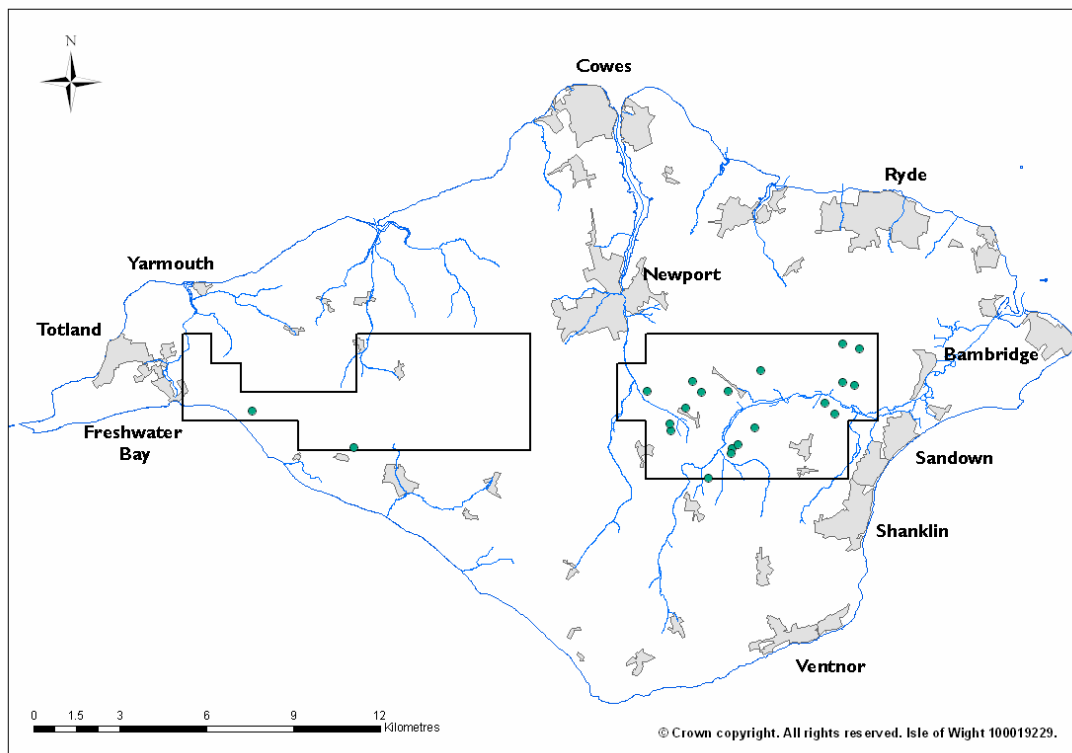 N
Cowes
Ryde
Yarmouth
Newport
Totland
Bambridge
Freshwater
Bay
Sandown
Shanklin
Ventnor
0 1.5 3 6 9 12
Kilometres
© Crown copyright. All rights reserved. Isle of Wight 100019229.